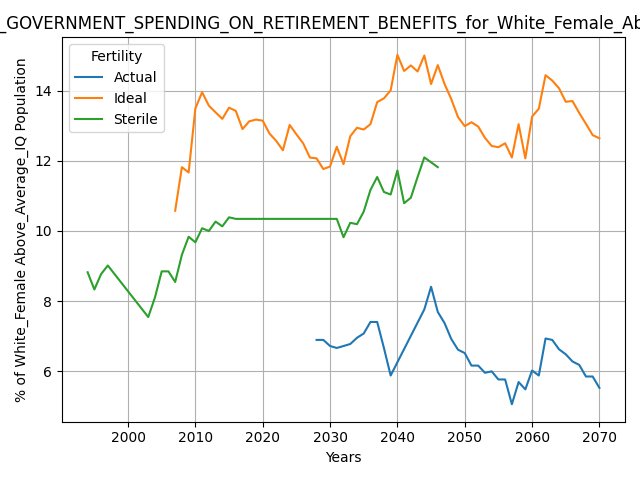 _GOVERNMENT_SPENDING_ON_RETIREMENT_BENEFITS_for_White_Female_Ab
% of White_Female Above_Average_IQ Population
Fertility
Actual
Ideal
Sterile
14
12
10
8
6
2000 2010 2020 2030 2040 2050 2060 2070
Years